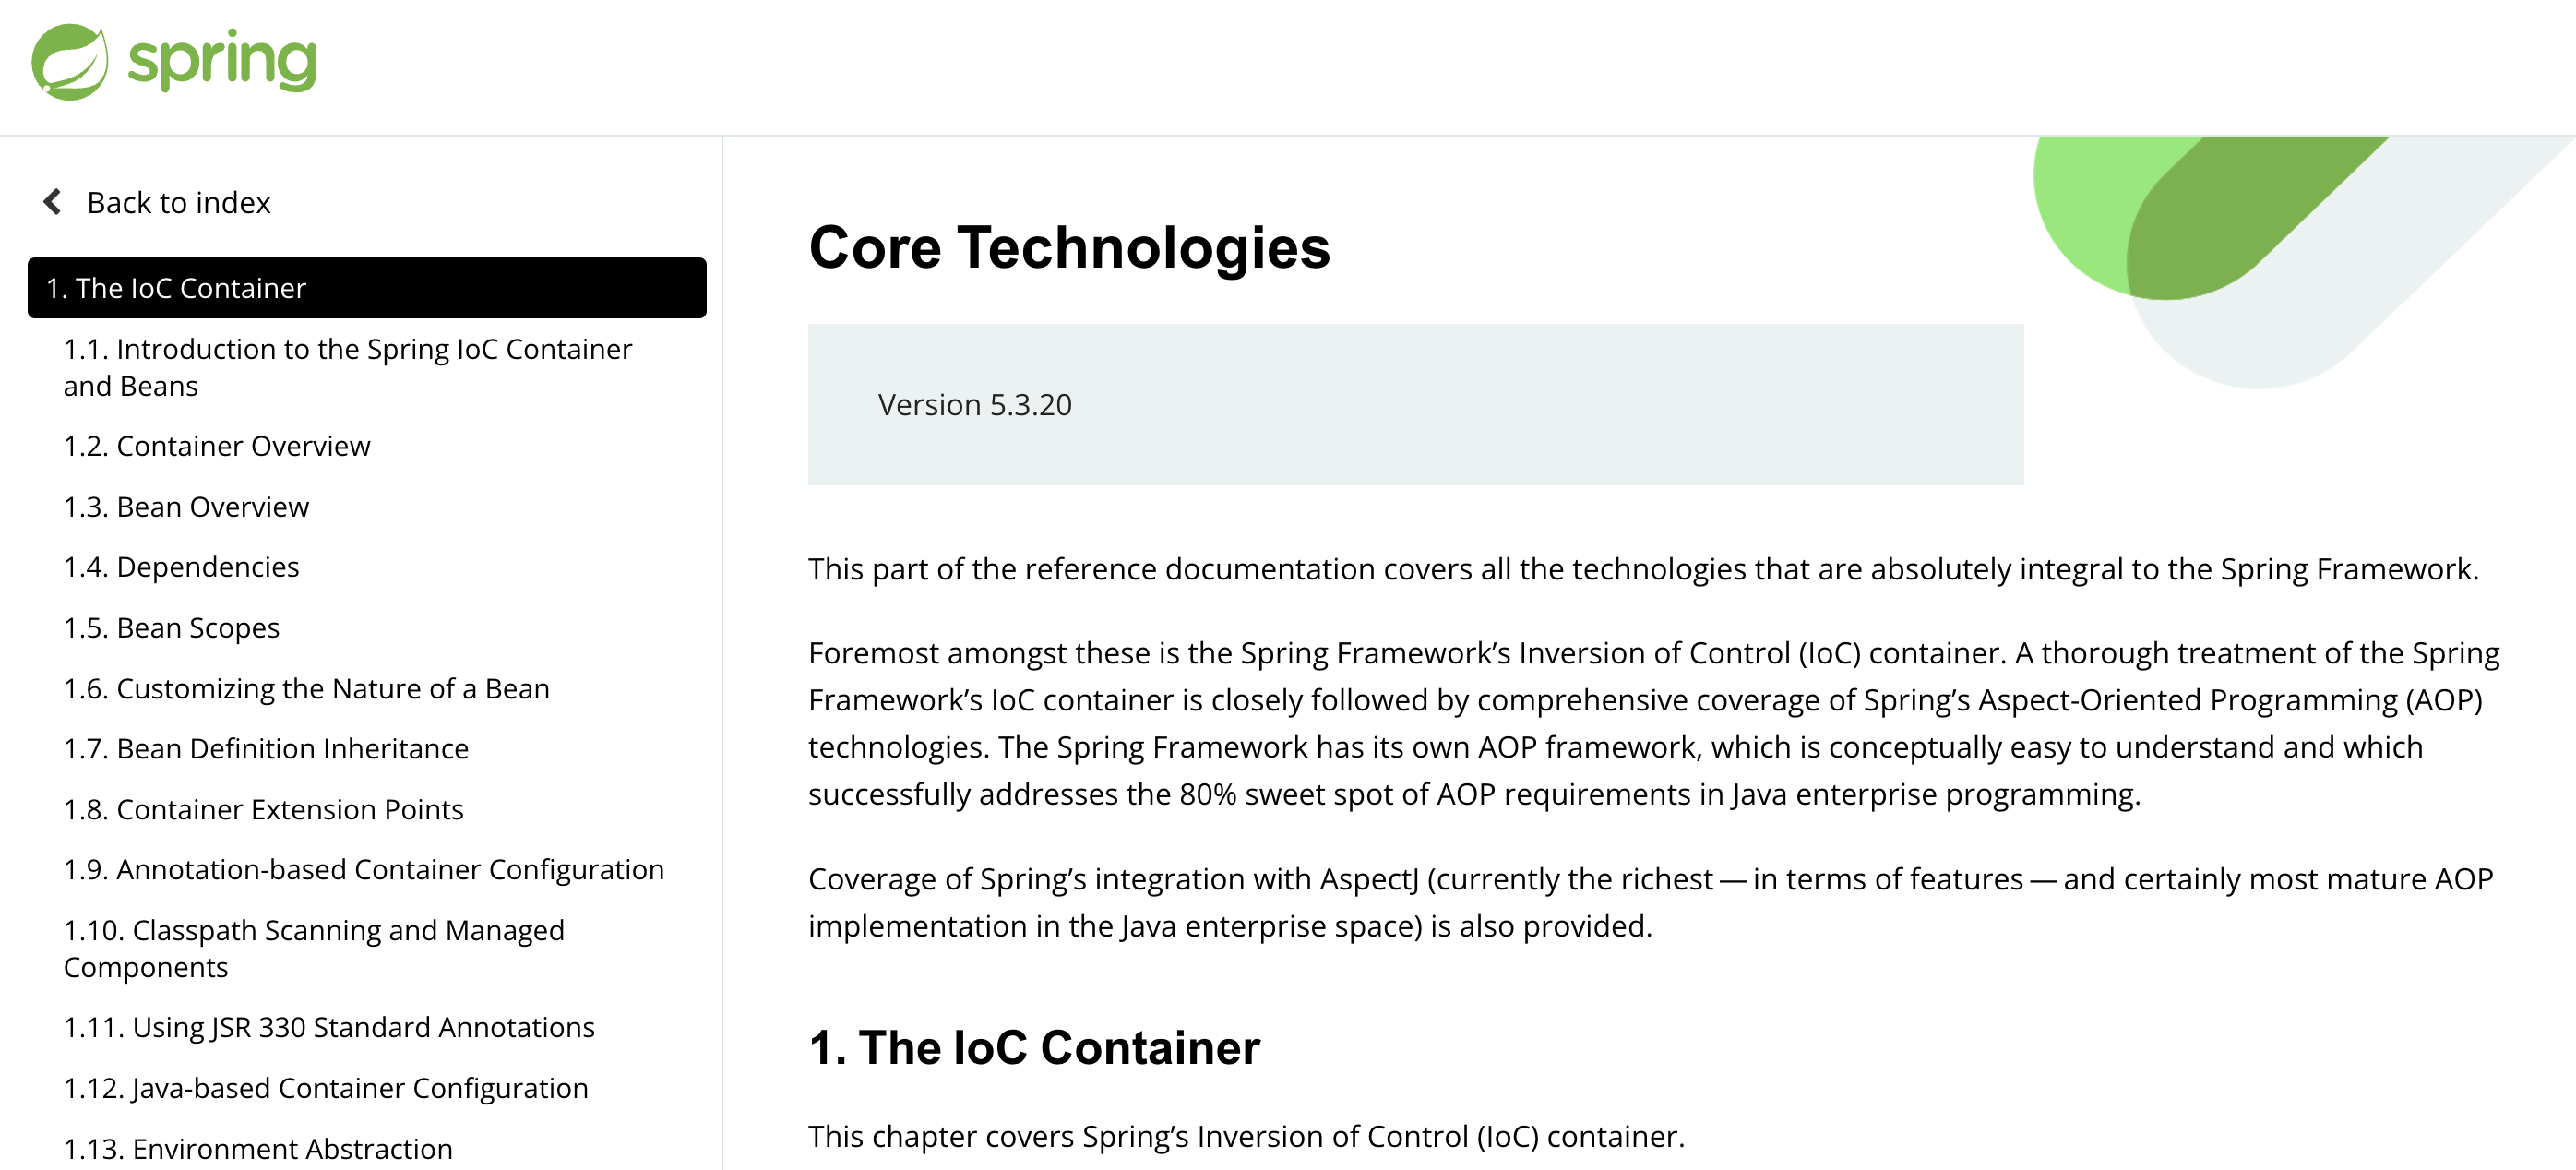 spring
Back to index
1. The IoC Container
1.1. Introduction to the Spring IoC Container
and Beans
1.2. Container Overview
1.3. Bean Overview
1.4. Dependencies
1.5. Bean Scopes
1.6. Customizing the Nature of a Bean
1.7. Bean Definition Inheritance
1.8. Container Extension Points
1.9. Annotation-based Container Configuration
1.10. Classpath Scanning and Managed
Components
1.11. Using JSR 330 Standard Annotations
1.12. Java-based Container Configuration
1.13. Environment Abstraction
Core Technologies
Version 5.3.20
This part of the reference documentation covers all the technologies that are absolutely integral to the Spring Framework.
Foremost amongst these is the Spring Framework’s Inversion of Control (IoC) container. A thorough treatment of the Spring
Framework’s IoC container is closely followed by comprehensive coverage of Spring’s Aspect-Oriented Programming (AOP)
technologies. The Spring Framework has its own AOP framework, which is conceptually easy to understand and which
successfully addresses the 80% sweet spot of AOP requirements in Java enterprise programming.
Coverage of Spring’s integration with AspectJ (currently the richest — in terms of features — and certainly most mature AOP
implementation in the Java enterprise space) is also provided.
1. The IoC Container
This chapter covers Spring’s Inversion of Control (IoC) container.